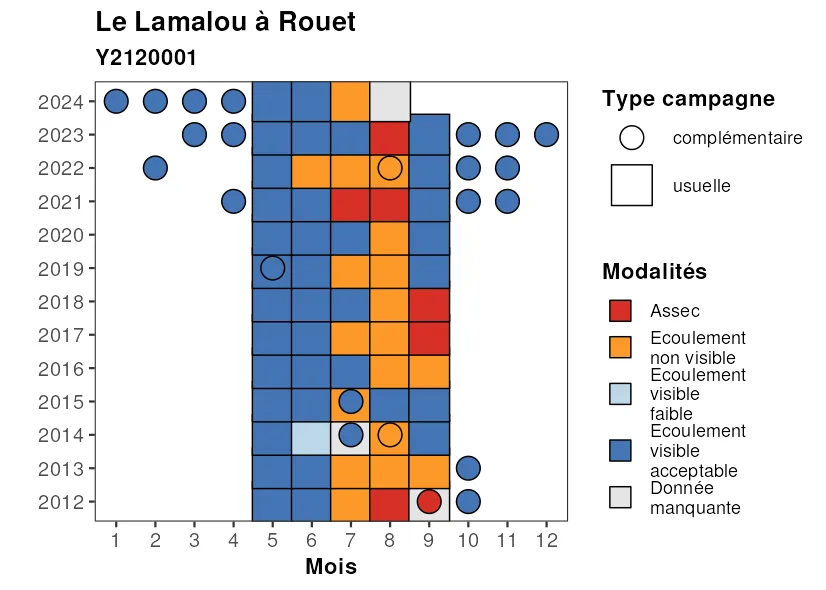 Le Lamalou à Rouet
Y2120001
2024
2023
2022
2021
2020
2019
2018
2017
2016
2015
2014
2013
2012
1 2 3 4 5 6 7 8 9 10 11 12
Mois
Type campagne
complémentaire
usuelle
Modalités
Assec
Ecoulement
non visible
Ecoulement
visible
faible
Ecoulement
visible
acceptable
Donnée
manquante